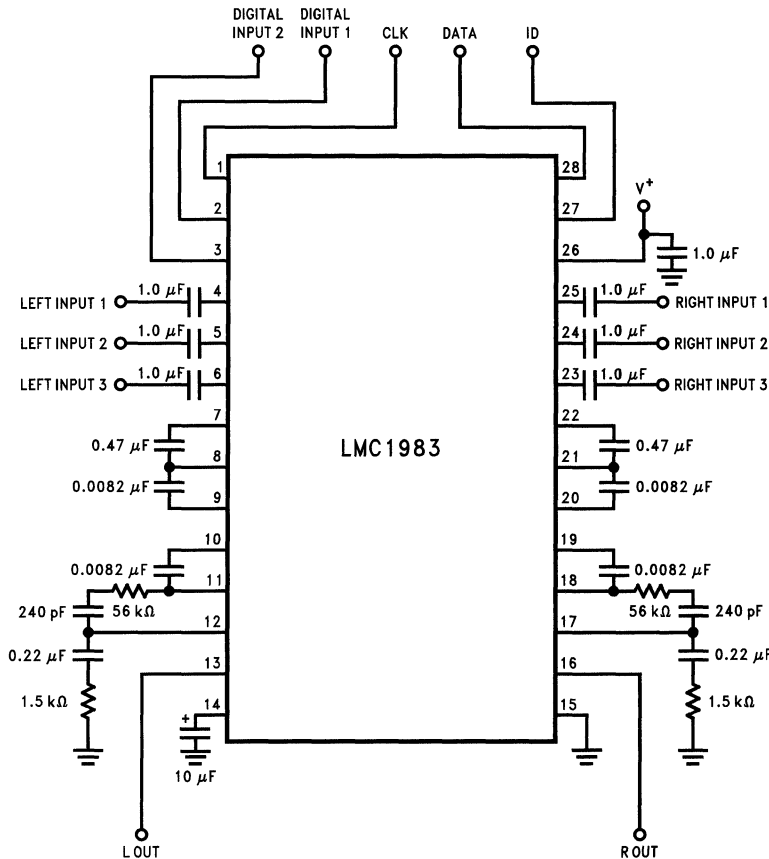 DIGITAL INPUT 2
DIGITAL INPUT 1
CLK
DATA
ID
1
28
V+
2
27
3
26
1.0 μF
LEFT INPUT 1
1.0 μF
4
25
1.0 μF
RIGHT INPUT 1
LEFT INPUT 2
1.0 μF
5
24
1.0 μF
RIGHT INPUT 2
LEFT INPUT 3
1.0 μF
6
23
1.0 μF
RIGHT INPUT 3
7
22
0.47 μF
LMC1983
0.47 μF
8
21
0.0082 μF
0.0082 μF
9
20
10
19
0.0082 μF
0.0082 μF
11
18
56 kΩ
56 kΩ
240 pF
240 pF
12
17
0.22 μF
0.22 μF
13
16
1.5 kΩ
1.5 kΩ
14
15
+
10 μF
L OUT
R OUT